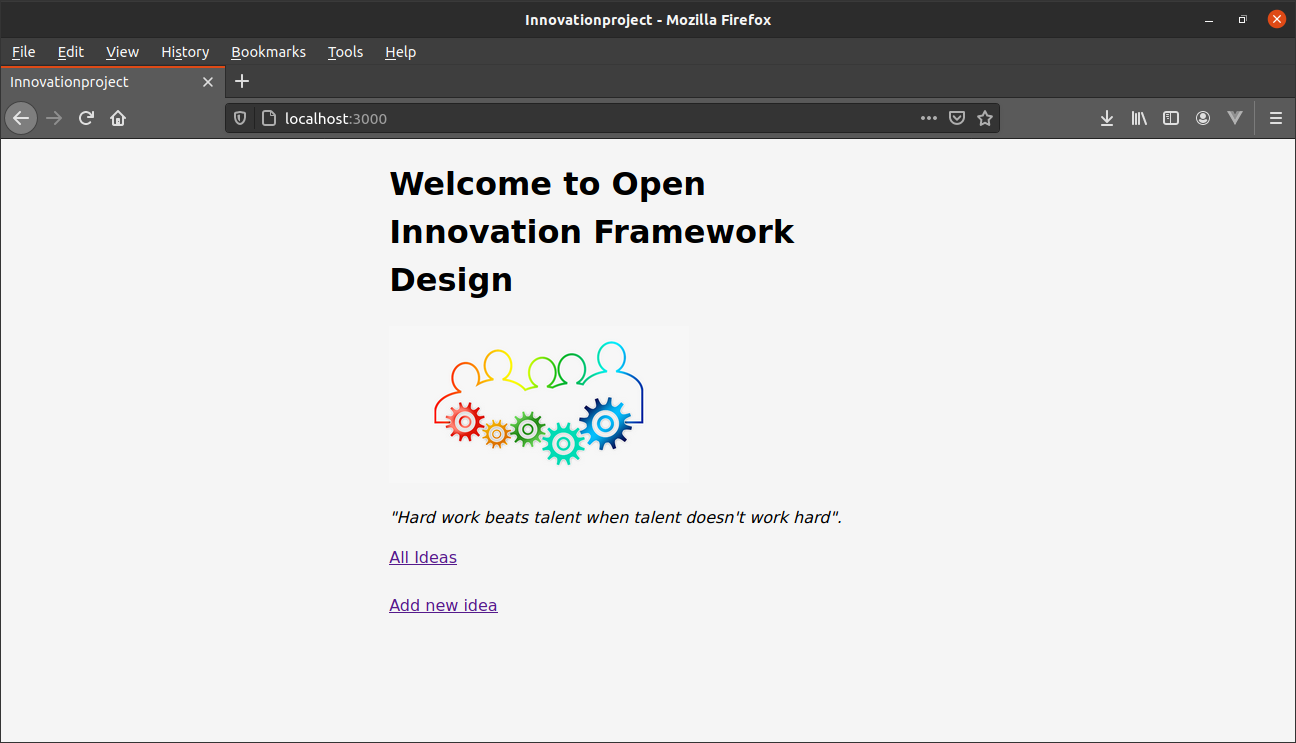 Innovationproject - Mozilla Firefox
File Edit View History Bookmarks Tools Help
Innovationproject
localhost:3000
Welcome to Open
Innovation Framework
Design
"Hard work beats talent when talent doesn't work hard".
All Ideas
Add new idea